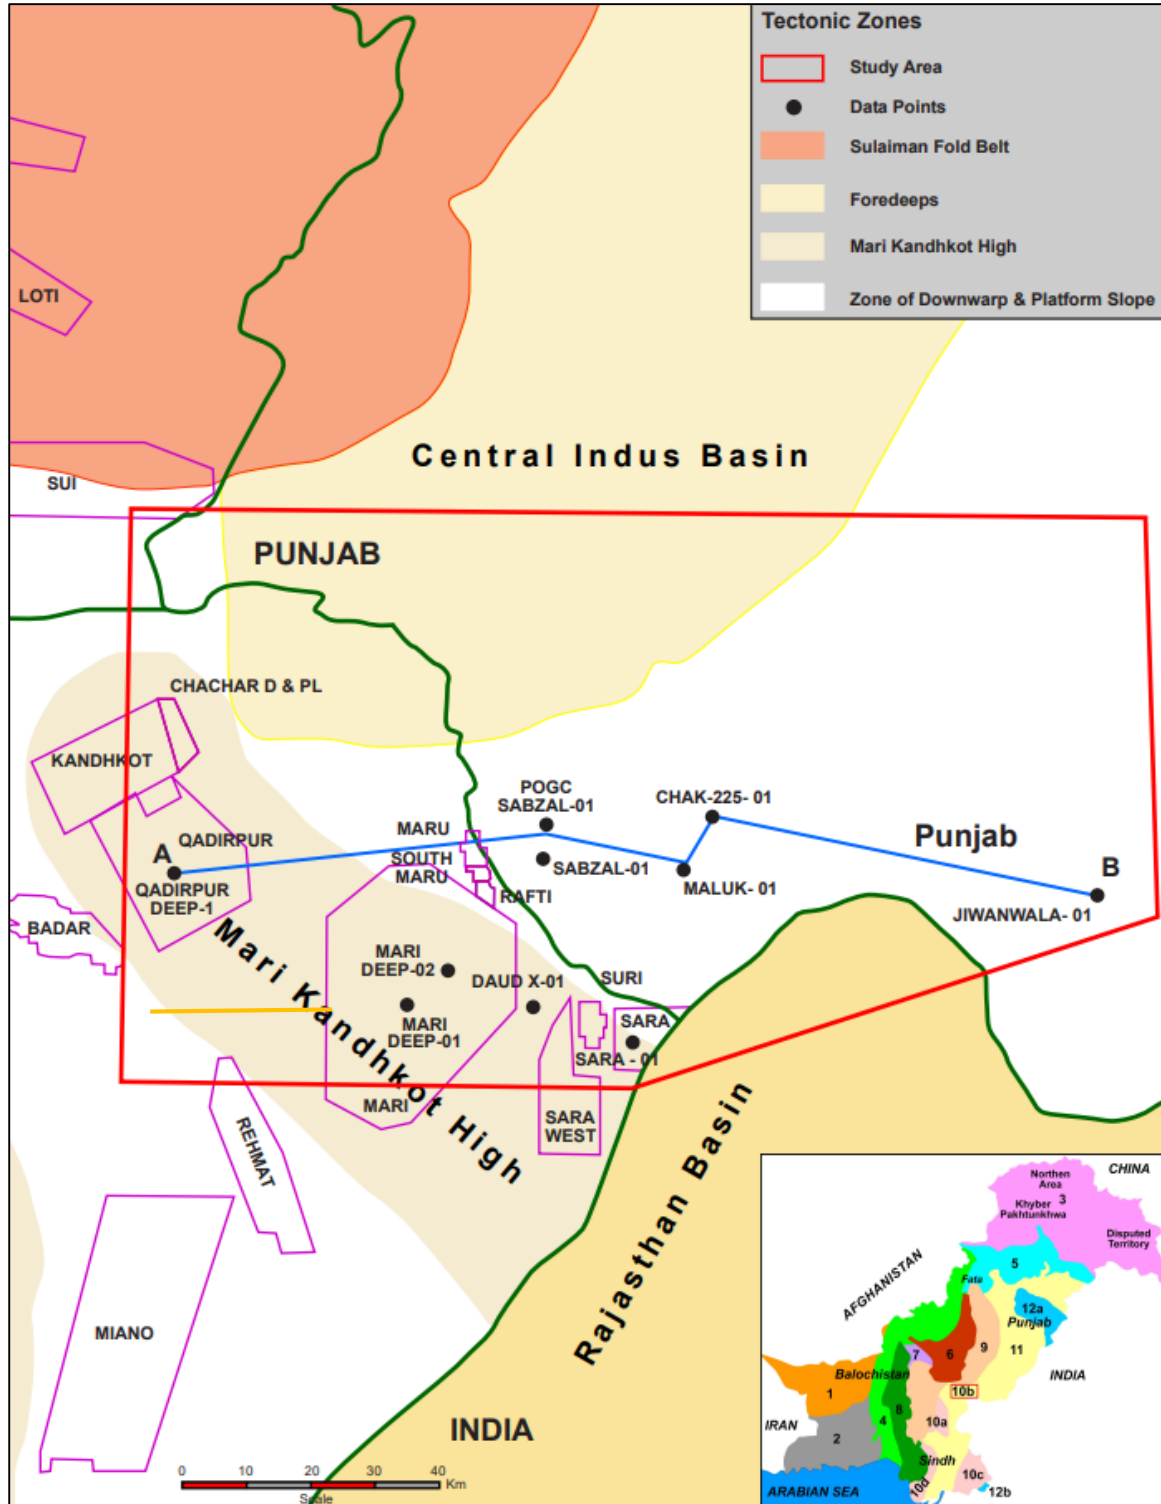 Tectonic Zones
Study Area
Data Points
Sulaiman Fold Belt
Foredeeps
Mari Kandhkot High
Zone of Downwarp & Platform Slope
LOTI
Central Indus Basin
SUI
PUNJAB
CHACHAR D & PL
KANDHKOT
POGC
SABZAL-01
CHAK-225- 01
MARU
Punjab
QADIRPUR
A
SOUTH
MARU
SABZAL-01
B
QADIRPUR
DEEP-1
RAFTI
MALUK- 01
JIWANWALA- 01
BADAR
Mari Kandhkot High
MARI
DEEP-02
DAUD X-01
SURI
MARI
DEEP-01
SARA
SARA - 01
MARI
SARA
WEST
REHMAT
Rajasthan Basin
MIANO
INDIA
0 10 20 30 40
Km
Scale
CHINA
Northen
Area
3
Khyber
Pakhtunkhwa
Disputed
Territory
AFGHANISTAN
5
Fata
12a
Punjab
7
6
9
11
Balochistan
INDIA
1
10b
8
4
10a
IRAN
2
Sindh
10c
10d
12b
ARABIAN SEA